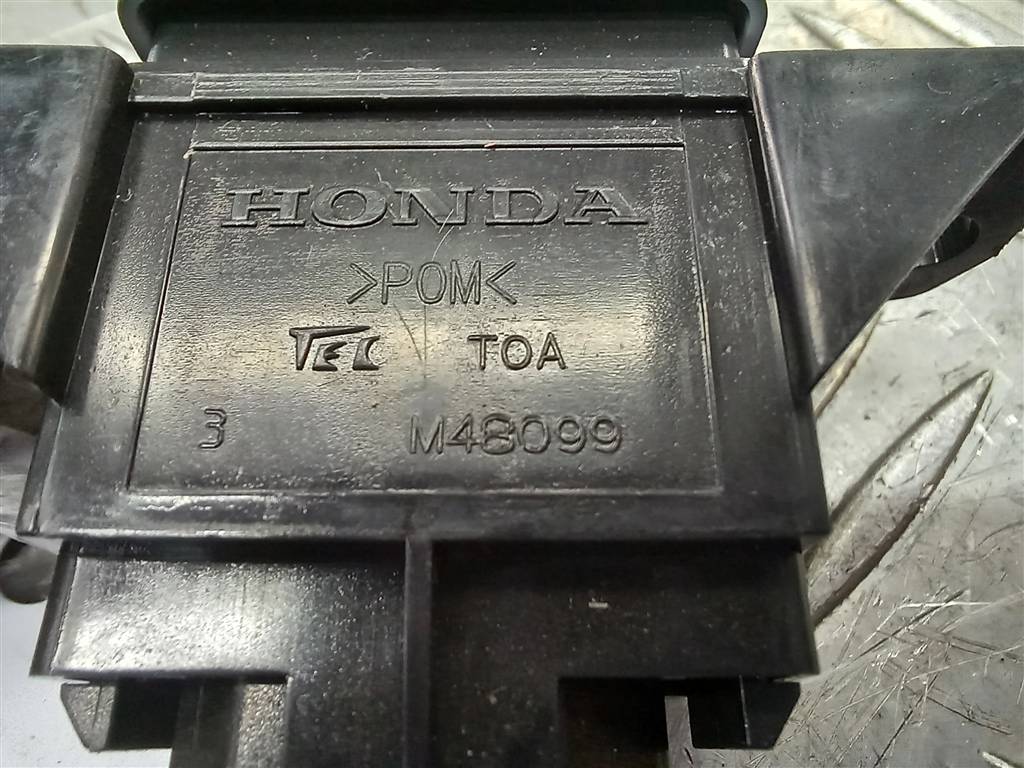 HONDA
>POM<
TEC TOA
3 M48099